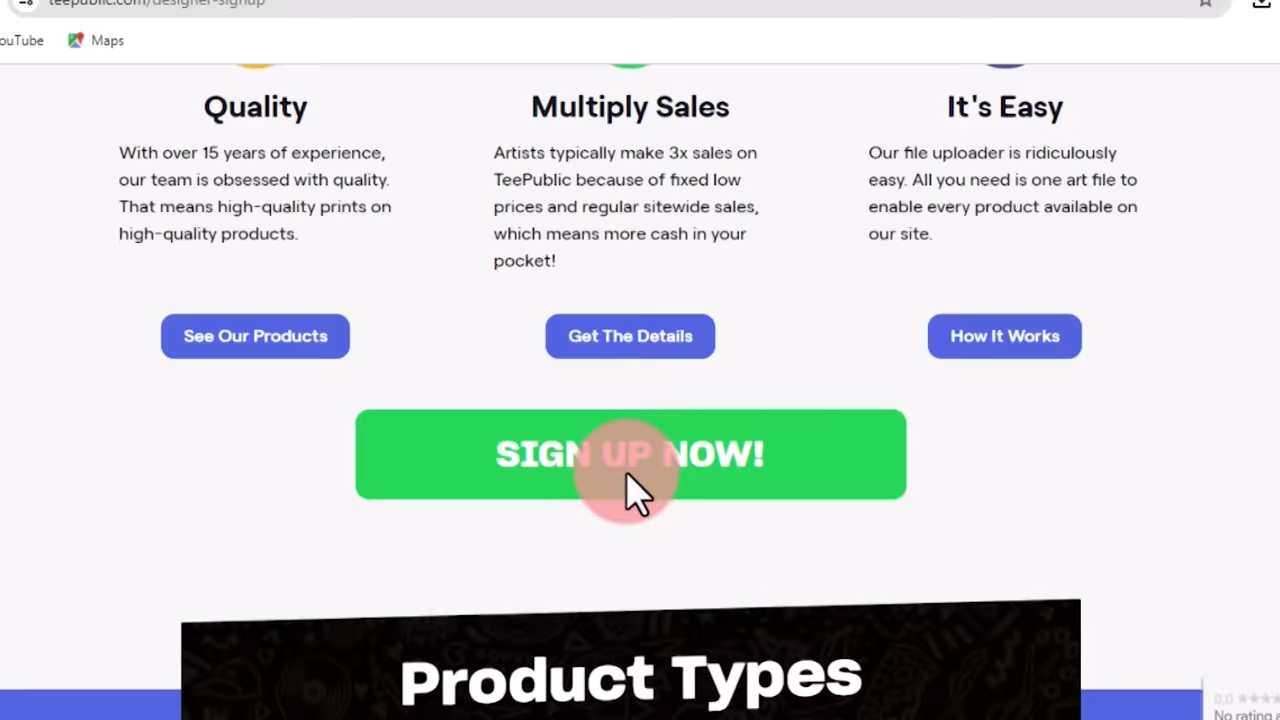 teepublic.com/designer-signup
ouTube
Maps
Quality
Multiply Sales
It's Easy
With over 15 years of experience,
our team is obsessed with quality.
That means high-quality prints on
high-quality products.
Artists typically make 3x sales on
TeePublic because of fixed low
prices and regular sitewide sales,
which means more cash in your
pocket!
Our file uploader is ridiculously
easy. All you need is one art file to
enable every product available on
our site.
See Our Products
Get The Details
How It Works
SIGN UP NOW!
Product Types
0.0
No rating a